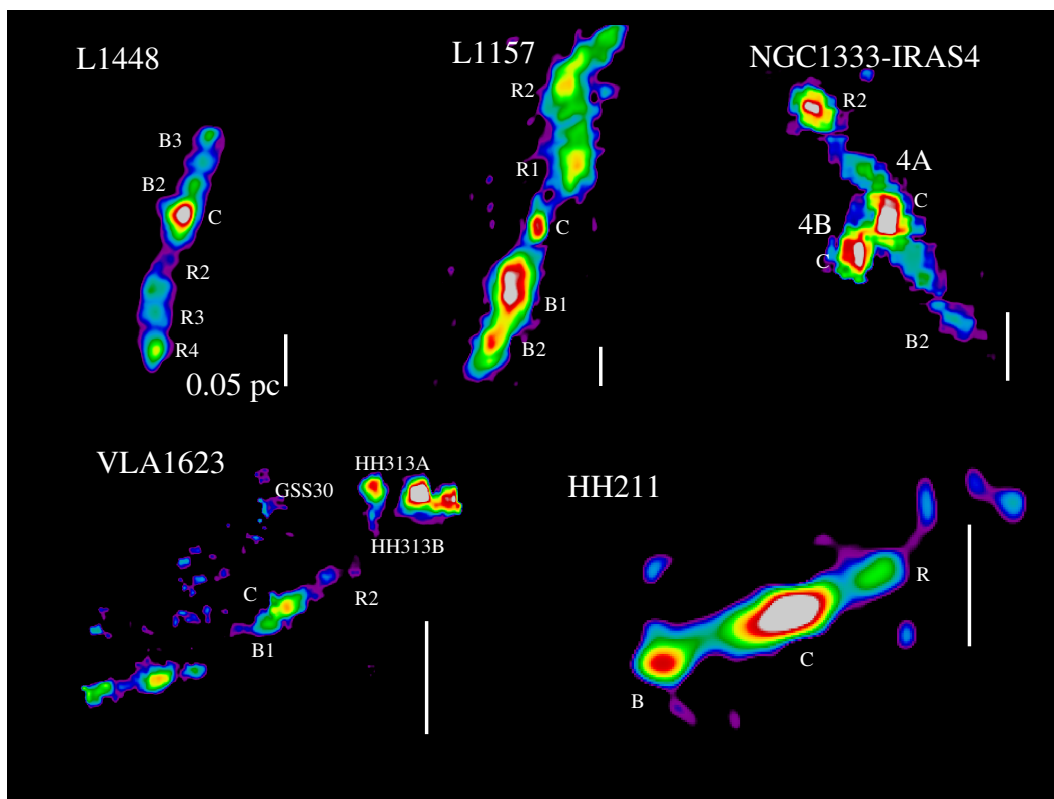 L1448
B3
B2
C
R2
R3
R4
0.05 pc
L1157
R2
R1
C
B1
B2
NGC1333-IRAS4
R2
4A
C
4B
C
B2
VLA1623
GSS30
HH313A
HH313B
C
R2
B1
HH211
R
C
B